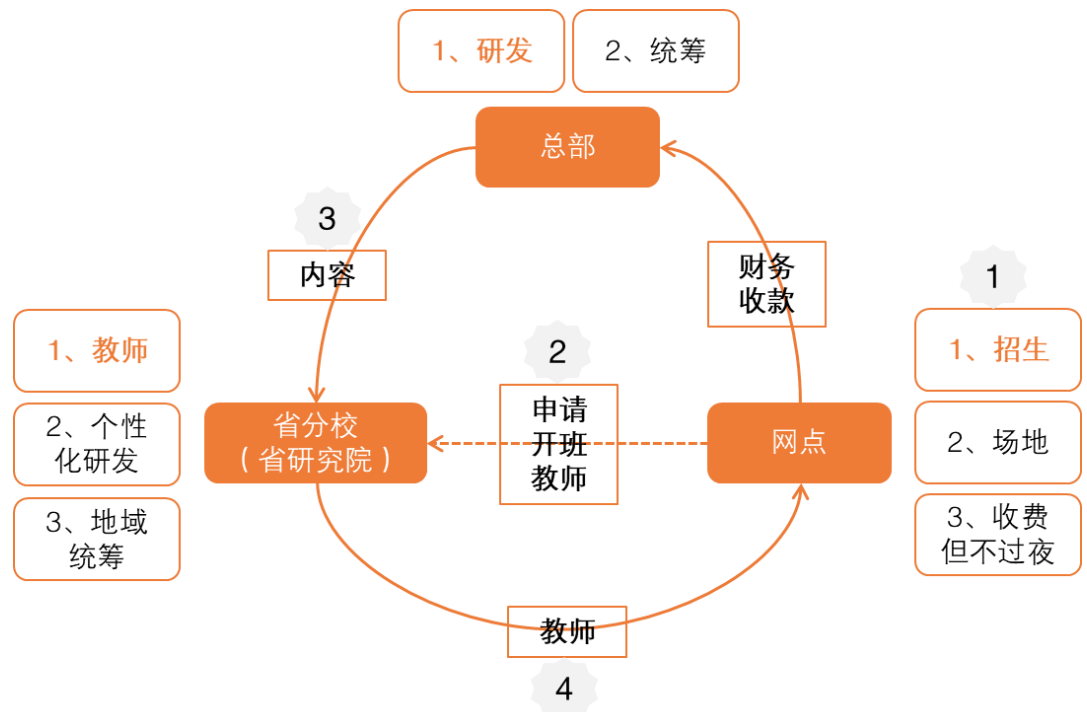 1、研发
2、统筹
总部
3
内容
财务
收款
1
1、招生
2、场地
3、收费
但不过夜
1、教师
2、个性
化研发
3、地域
统筹
省分校
（省研究院）
2
申请
开班
教师
网点
教师
4